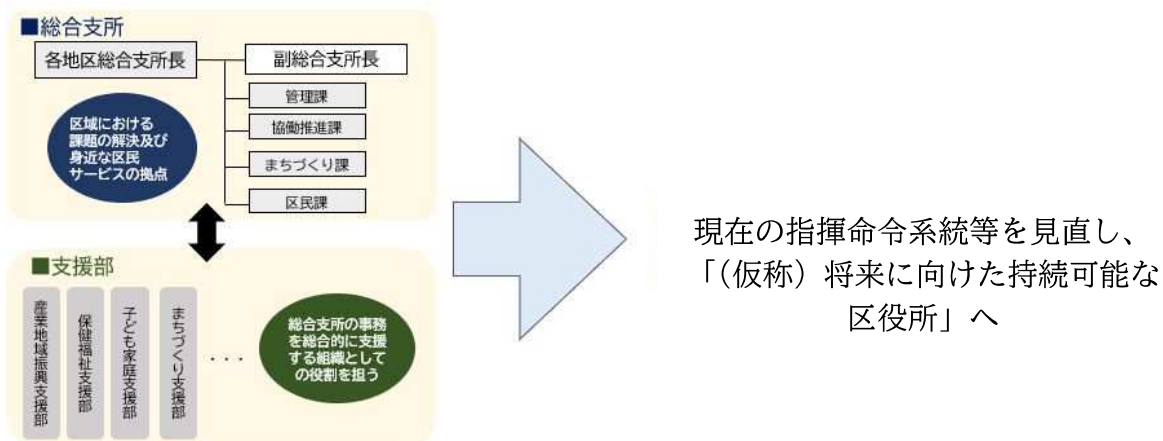 ■総合支所
各地区総合支所長
副総合支所長
管理課
協働推進課
まちづくり課
区民課
区域における
課題の解決及び
身近な区民
サービスの拠点
■支援部
産業地域振興支援部
保健福祉支援部
子ども家庭支援部
まちづくり支援部
・・・
総合支所の事務
を総合的に支援
する組織として
の役割を担う
現在の指揮命令系統等を見直し、
「(仮称)将来に向けた持続可能な
区役所」へ